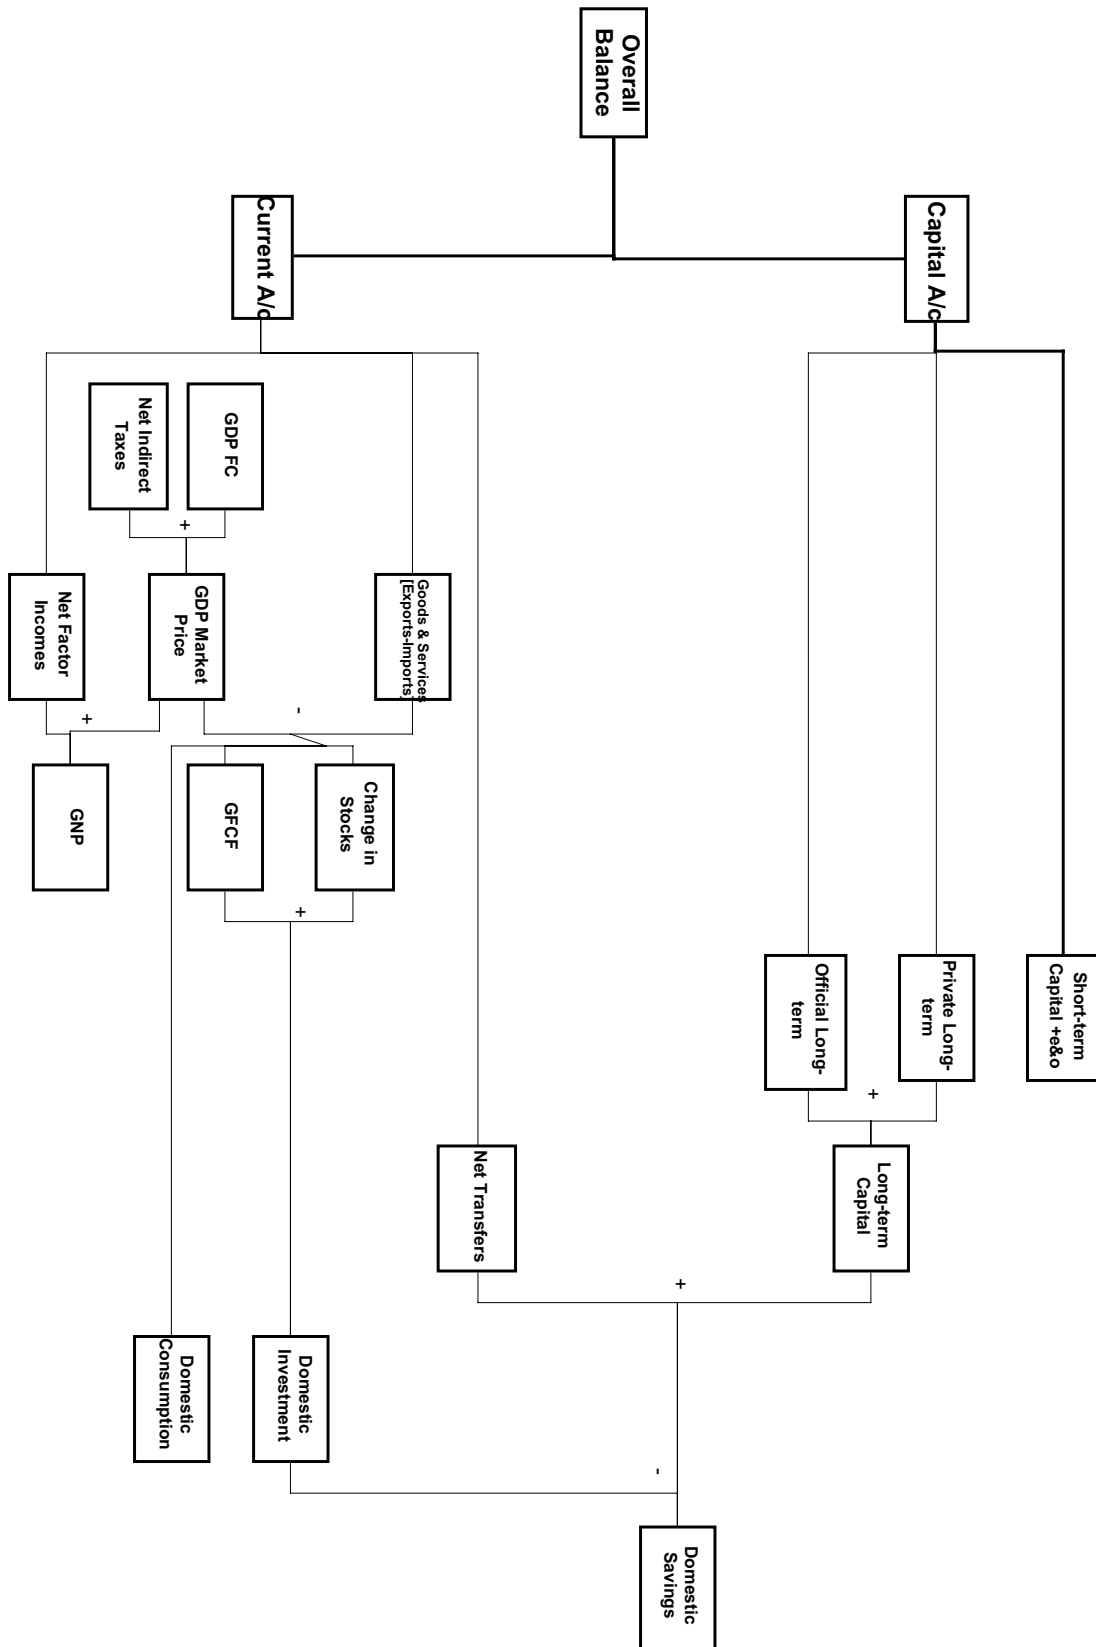 Overall
Balance
Capital A/c
Current A/c
Short-term
Capital +e&o
Private Long-
term
Official Long-
term
+
Long-term
Capital
Net Transfers
+
-
Domestic
Savings
GDP FC
Net Indirect
Taxes
+
Goods & Services
[Exports-Imports]
GDP Market
Price
Net Factor
Incomes
-
+
GNP
Change in
Stocks
GFCF
+
Domestic
Investment
Domestic
Consumption